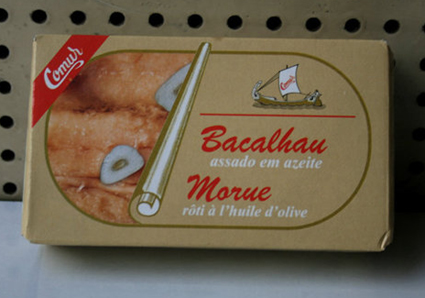 Comur
Comur
Bacalhau
assado em azeite
Morue
rôti à l'huile d'olive